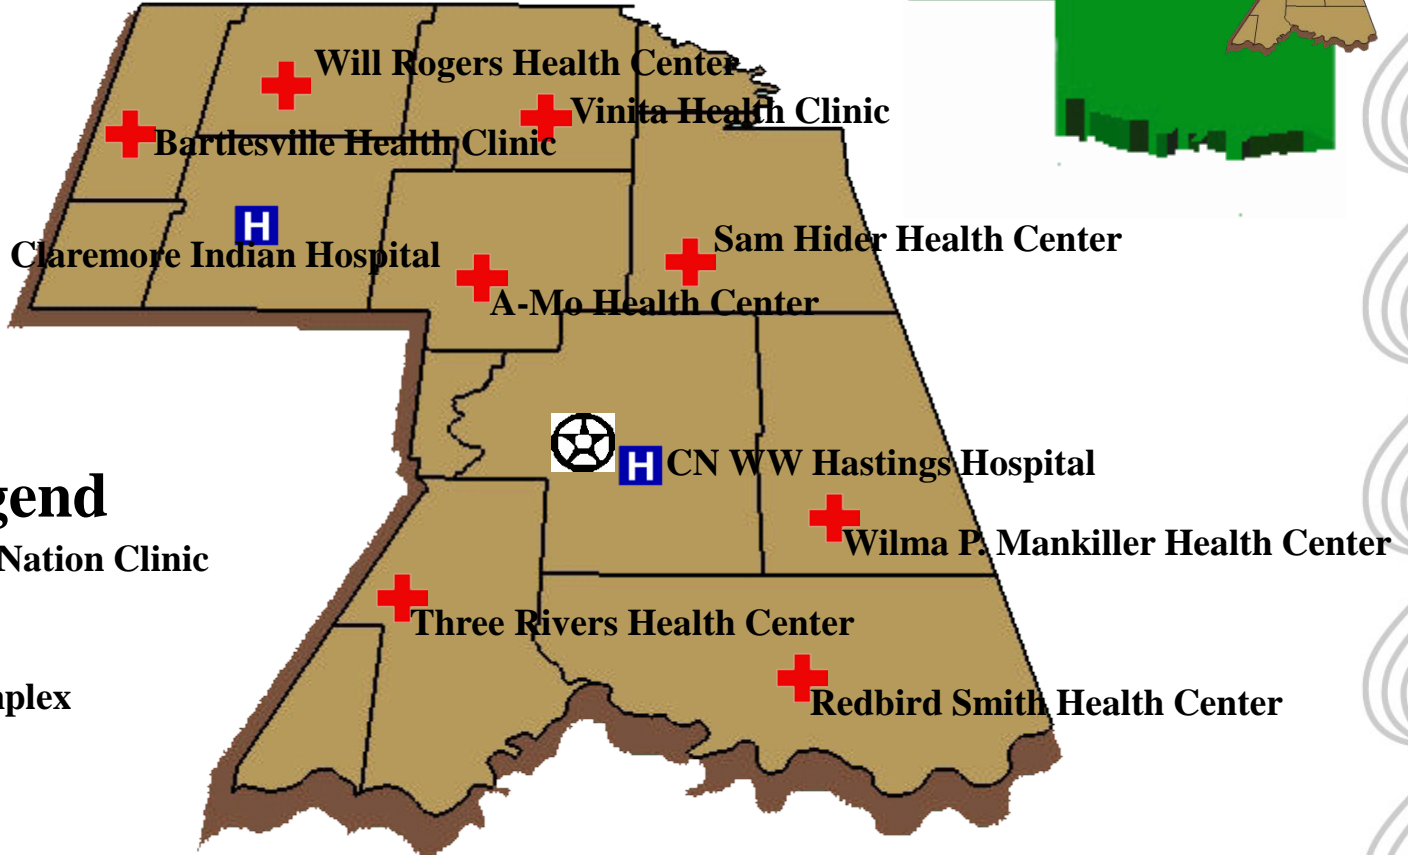 Will Rogers Health Center
Vinita Health Clinic
Bartlesville Health Clinic
H
Claremore Indian Hospital
Sam Hider Health Center
A-Mo Health Center
H CN WW Hastings Hospital
gend
Nation Clinic
Wilma P. Mankiller Health Center
Three Rivers Health Center
nplex
Redbird Smith Health Center